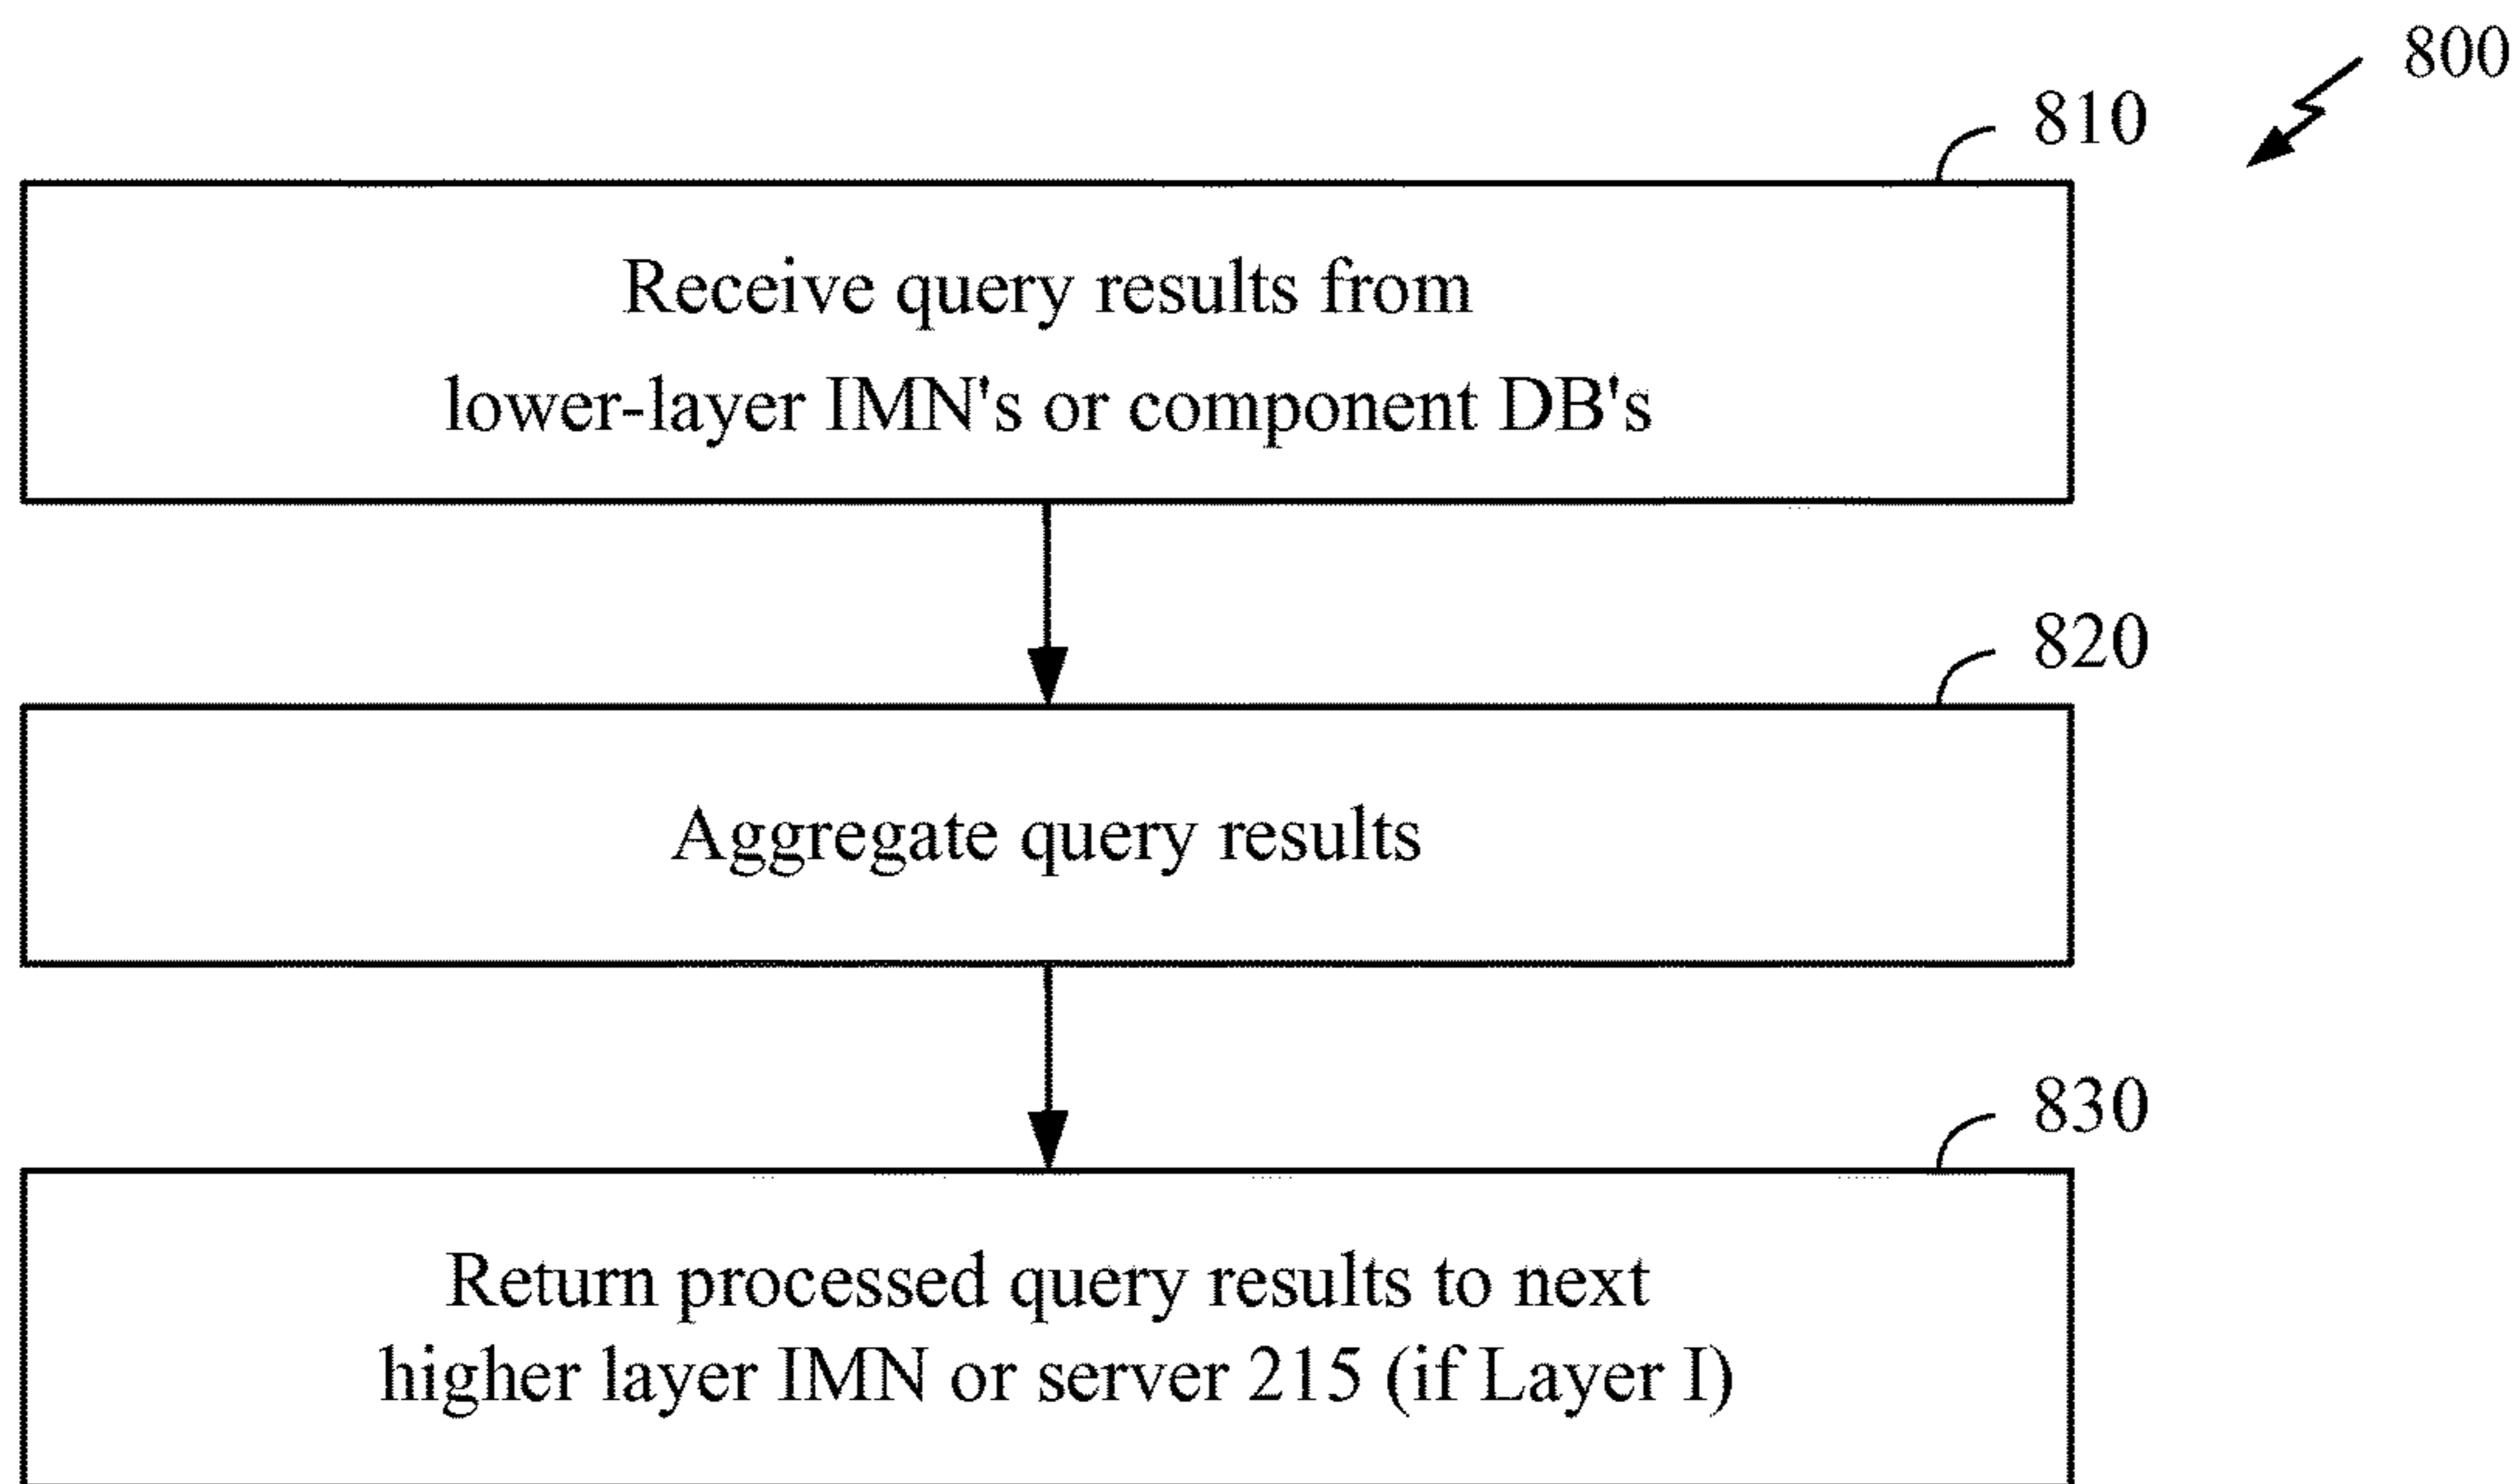 800
810
Receive query results from
lower-layer IMN's or component DB's
820
Aggregate query results
830
Return processed query results to next
higher layer IMN or server 215 (if Layer I)